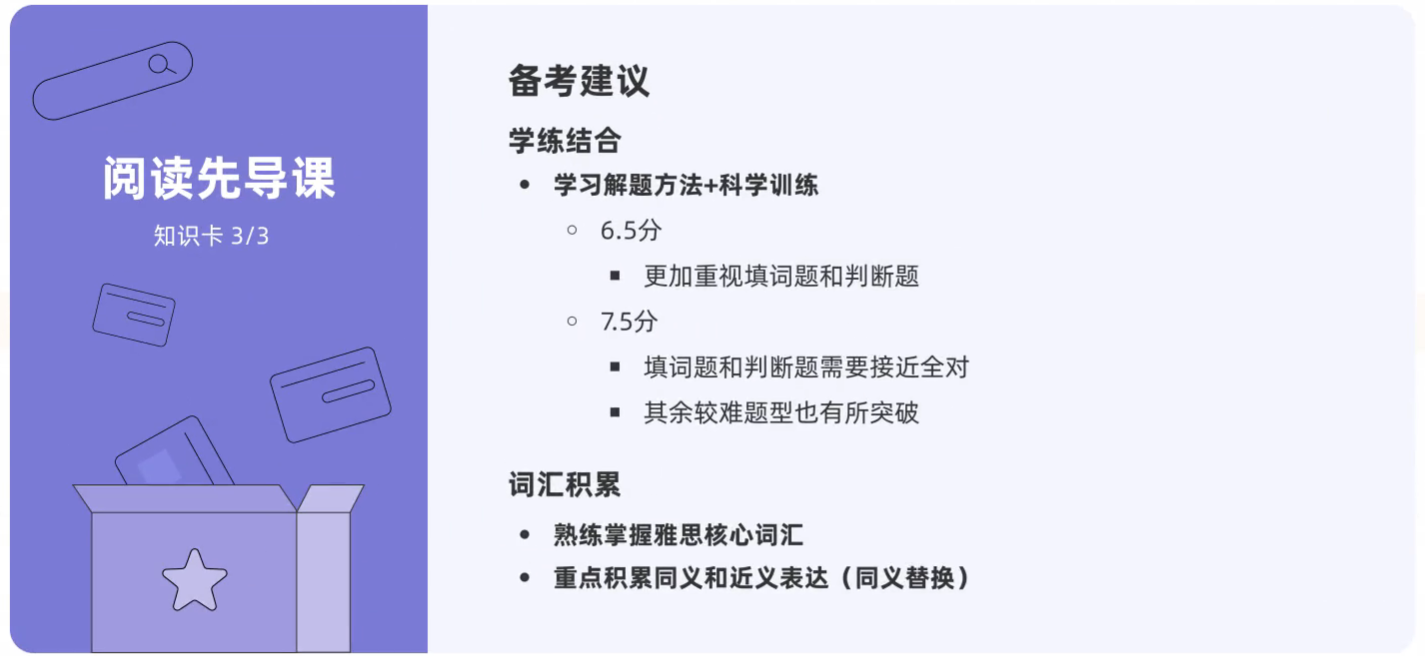 阅读先导课
知识卡 3/3
备考建议
学练结合
• 学习解题方法+科学训练
○ 6.5分
▪ 更加重视填词题和判断题
○ 7.5分
▪ 填词题和判断题需要接近全对
▪ 其余较难题型也有所突破
词汇积累
• 熟练掌握雅思核心词汇
• 重点积累同义和近义表达（同义替换）